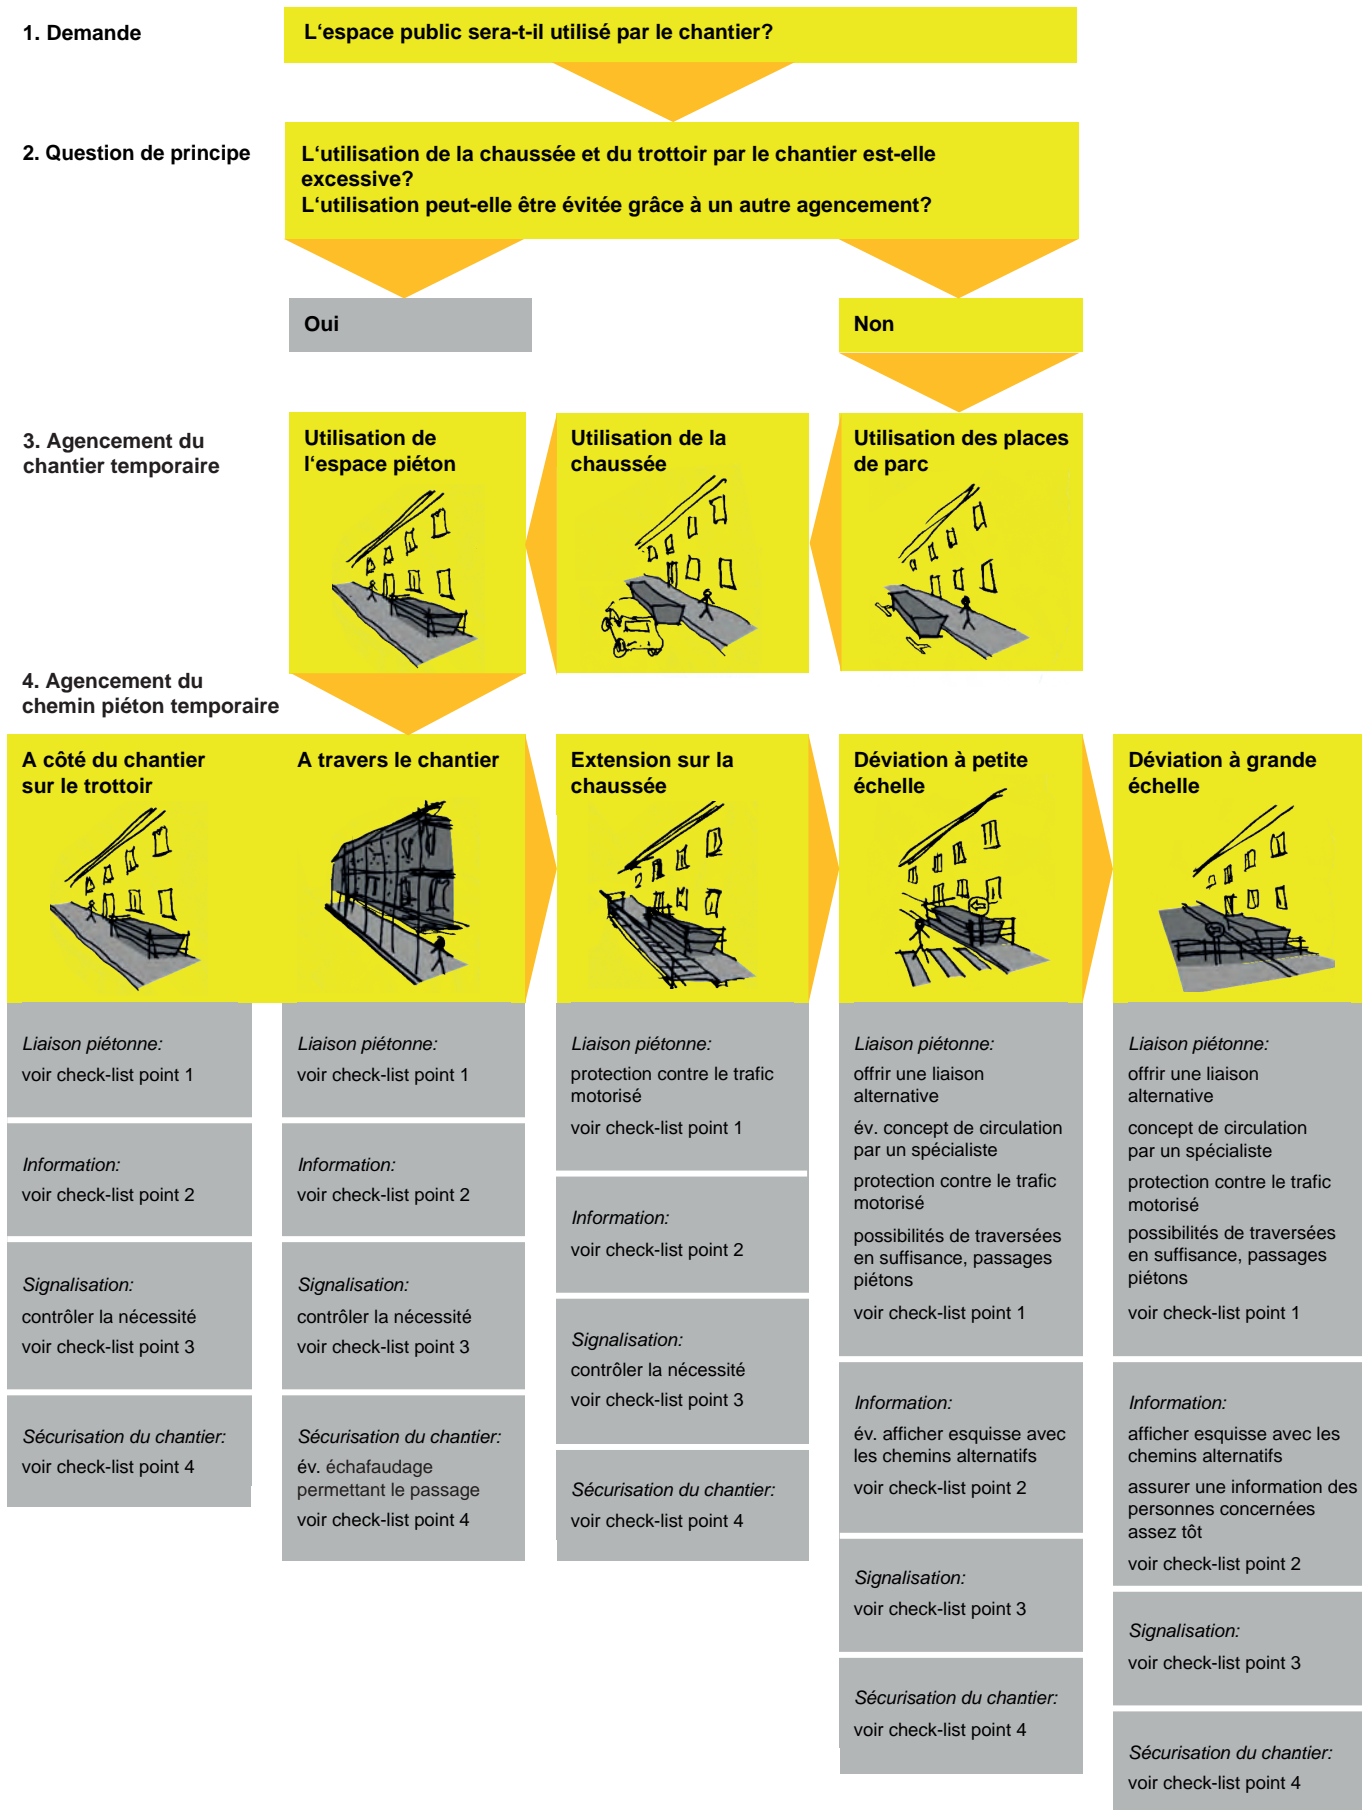 1. Demande
L‘espace public sera-t-il utilisé par le chantier?
2. Question de principe
L‘utilisation de la chaussée et du trottoir par le chantier est-elle
excessive?
L‘utilisation peut-elle être évitée grâce à un autre agencement?
Oui
Non
3. Agencement du
chantier temporaire
Utilisation de
l‘espace piéton
Utilisation de la
chaussée
Utilisation des places
de parc
4. Agencement du
chemin piéton temporaire
A côté du chantier
sur le trottoir
A travers le chantier
Extension sur la
chaussée
Déviation à petite
échelle
Déviation à grande
échelle
Liaison piétonne:
voir check-list point 1
Information:
voir check-list point 2
Signalisation:
contrôler la nécessité
voir check-list point 3
Sécurisation du chantier:
voir check-list point 4
Liaison piétonne:
voir check-list point 1
Information:
voir check-list point 2
Signalisation:
contrôler la nécessité
voir check-list point 3
Sécurisation du chantier:
év. échafaudage
permettant le passage
voir check-list point 4
Liaison piétonne:
protection contre le trafic
motorisé
voir check-list point 1
Information:
voir check-list point 2
Signalisation:
contrôler la nécessité
voir check-list point 3
Sécurisation du chantier:
voir check-list point 4
Liaison piétonne:
offrir une liaison
alternative
év. concept de circulation
par un spécialiste
protection contre le trafic
motorisé
possibilités de traversées
en suffisance, passages
piétons
voir check-list point 1
Information:
év. afficher esquisse avec
les chemins alternatifs
voir check-list point 2
Signalisation:
voir check-list point 3
Sécurisation du chantier:
voir check-list point 4
Liaison piétonne:
offrir une liaison
alternative
concept de circulation
par un spécialiste
protection contre le trafic
motorisé
possibilités de traversées
en suffisance, passages
piétons
voir check-list point 1
Information:
afficher esquisse avec les
chemins alternatifs
assurer une information des
personnes concernées
assez tôt
voir check-list point 2
Signalisation:
voir check-list point 3
Sécurisation du chantier:
voir check-list point 4